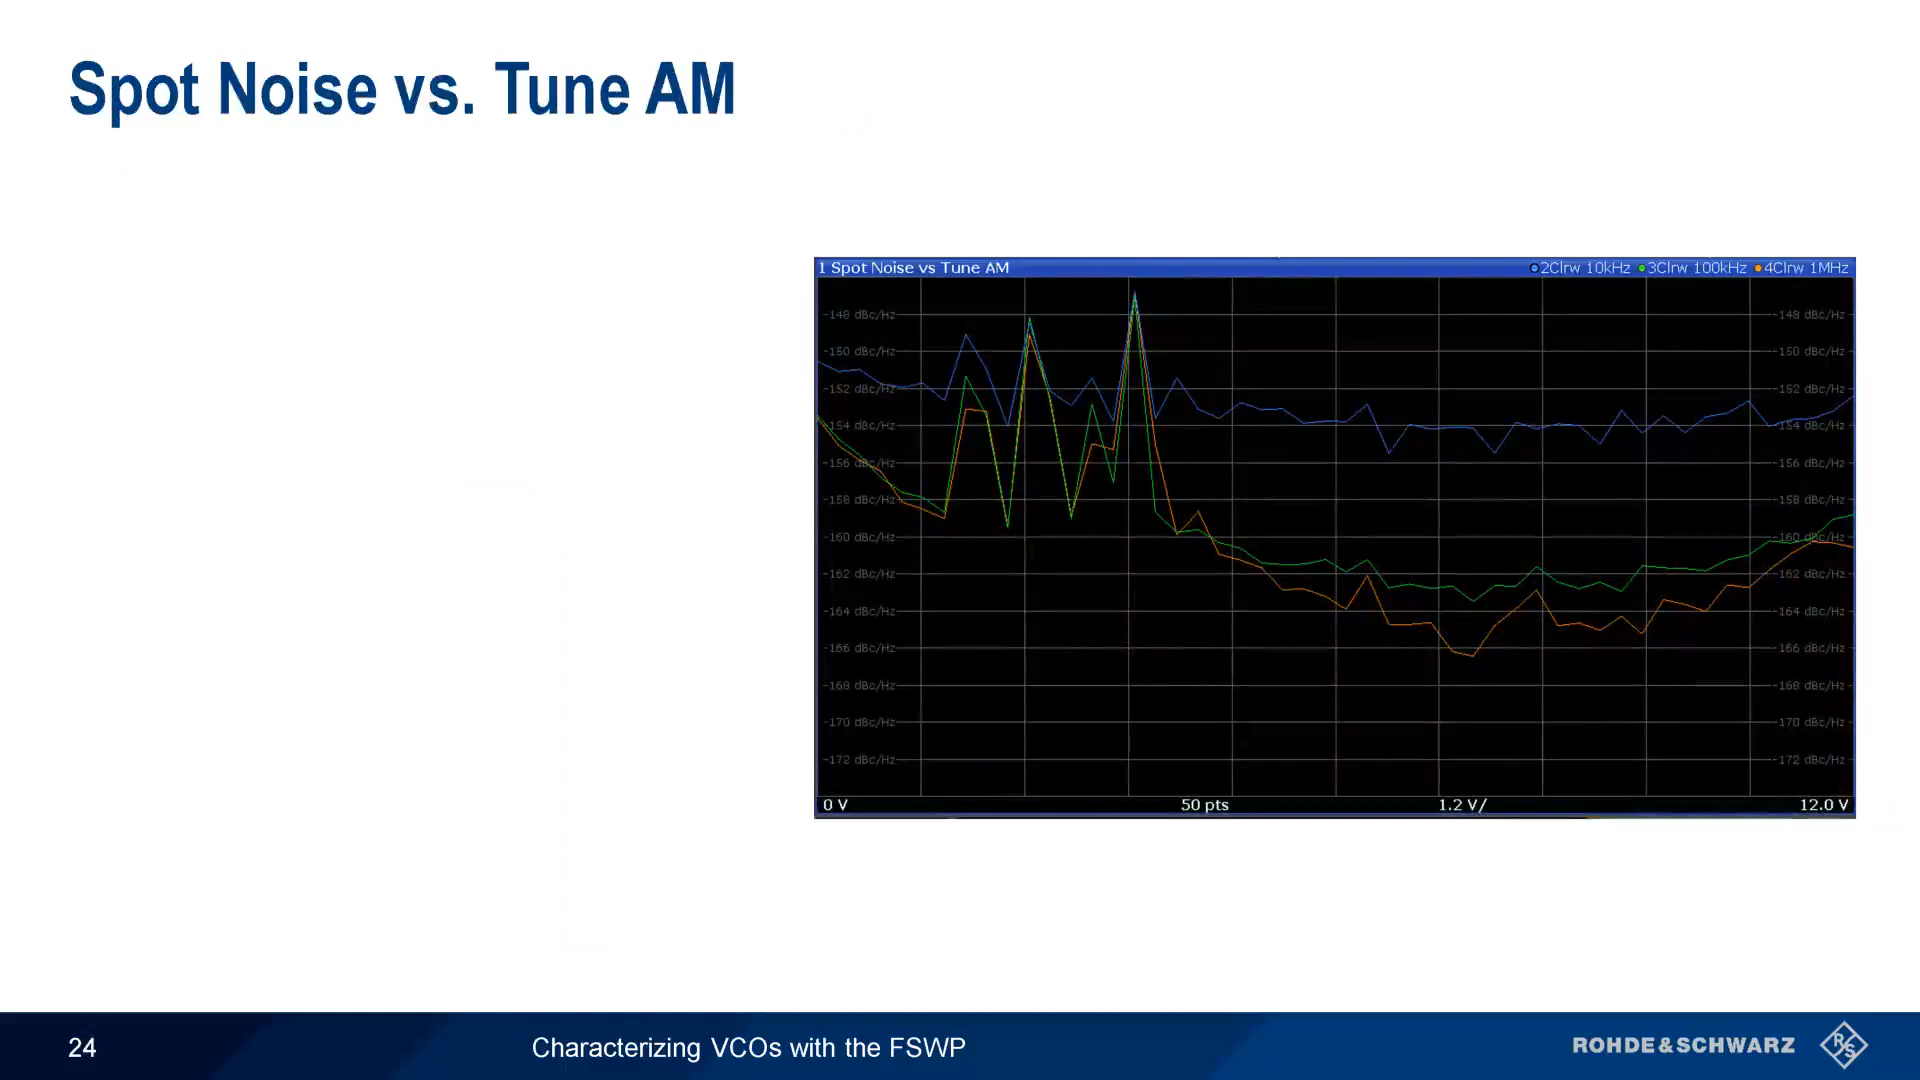 Spot Noise vs. Tune AM
1 Spot Noise vs Tune AM
2Clrw 10kHz 3Clrw 100kHz 4Clrw 1MHz
-148 dBc/Hz -148 dBc/Hz
-150 dBc/Hz -150 dBc/Hz
-152 dBc/Hz -152 dBc/Hz
-154 dBc/Hz -154 dBc/Hz
-156 dBc/Hz -156 dBc/Hz
-158 dBc/Hz -158 dBc/Hz
-160 dBc/Hz -160 dBc/Hz
-162 dBc/Hz -162 dBc/Hz
-164 dBc/Hz -164 dBc/Hz
-166 dBc/Hz -166 dBc/Hz
-168 dBc/Hz -168 dBc/Hz
-170 dBc/Hz -170 dBc/Hz
-172 dBc/Hz -172 dBc/Hz
0 V 50 pts 1.2 V/ 12.0 V
24 Characterizing VCOs with the FSWP ROHDE&SCHWARZ R&S